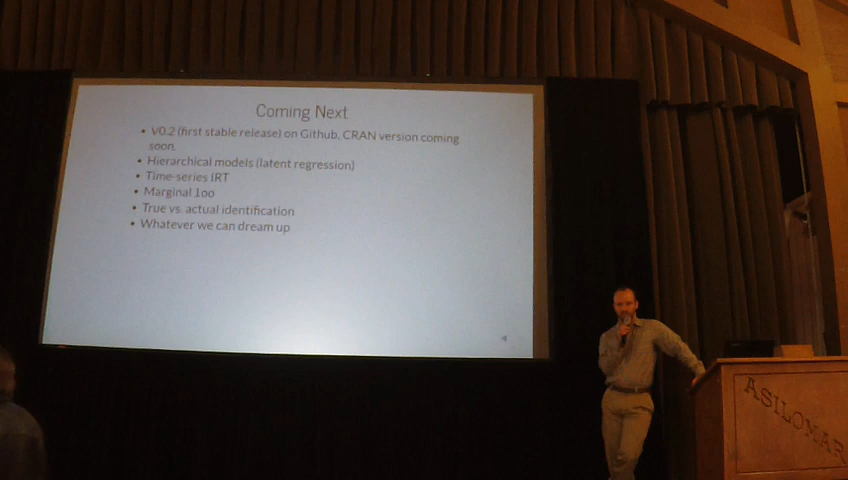 Coming Next
• V0.2 (first stable release) on Github, CRAN version coming
soon.
• Hierarchical models (latent regression)
• Time-series IRT
• Marginal loo
• True vs. actual identification
• Whatever we can dream up
ASILOMAR